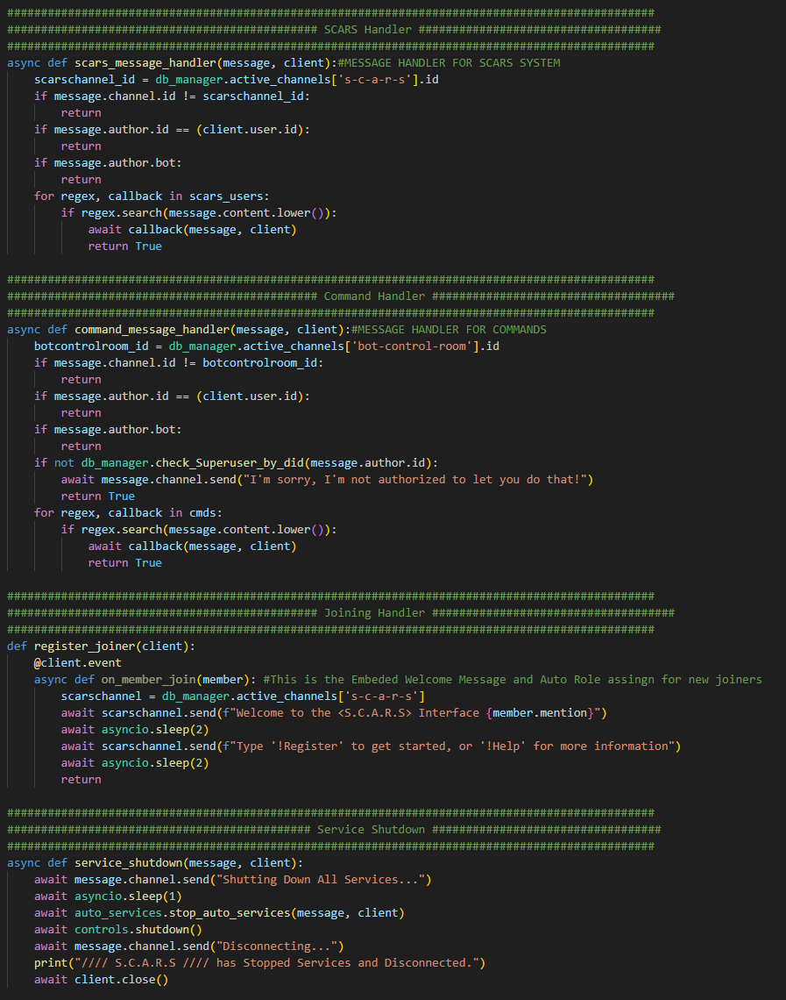 ################################################################################################
############################################## SCARS Handler ####################################
################################################################################################
async def scars_message_handler(message, client):#MESSAGE HANDLER FOR SCARS SYSTEM
    scarschannel_id = db_manager.active_channels['s-c-a-r-s'].id
    if message.channel.id != scarschannel_id:
        return
    if message.author.id == (client.user.id):
        return
    if message.author.bot:
        return
    for regex, callback in scars_users:
        if regex.search(message.content.lower()):
            await callback(message, client)
            return True
################################################################################################
############################################## Command Handler ####################################
################################################################################################
async def command_message_handler(message, client):#MESSAGE HANDLER FOR COMMANDS
    botcontrolroom_id = db_manager.active_channels['bot-control-room'].id
    if message.channel.id != botcontrolroom_id:
        return
    if message.author.id == (client.user.id):
        return
    if message.author.bot:
        return
    if not db_manager.check_Superuser_by_did(message.author.id):
        await message.channel.send("I'm sorry, I'm not authorized to let you do that!")
        return True
    for regex, callback in cmds:
        if regex.search(message.content.lower()):
            await callback(message, client)
            return True
################################################################################################
############################################## Joining Handler ####################################
################################################################################################
def register_joiner(client):
    @client.event
    async def on_member_join(member): #This is the Embeded Welcome Message and Auto Role assingn for new joiners
        scarschannel = db_manager.active_channels['s-c-a-r-s']
        await scarschannel.send(f"Welcome to the <S.C.A.R.S> Interface {member.mention}")
        await asyncio.sleep(2)
        await scarschannel.send(f"Type '!Register' to get started, or '!Help' for more information")
        await asyncio.sleep(2)
        return
################################################################################################
############################################# Service Shutdown ##################################
################################################################################################
async def service_shutdown(message, client):
    await message.channel.send("Shutting Down All Services...")
    await asyncio.sleep(1)
    await auto_services.stop_auto_services(message, client)
    await controls.shutdown()
    await message.channel.send("Disconnecting...")
    print("//// S.C.A.R.S //// has Stopped Services and Disconnected.")
    await client.close()